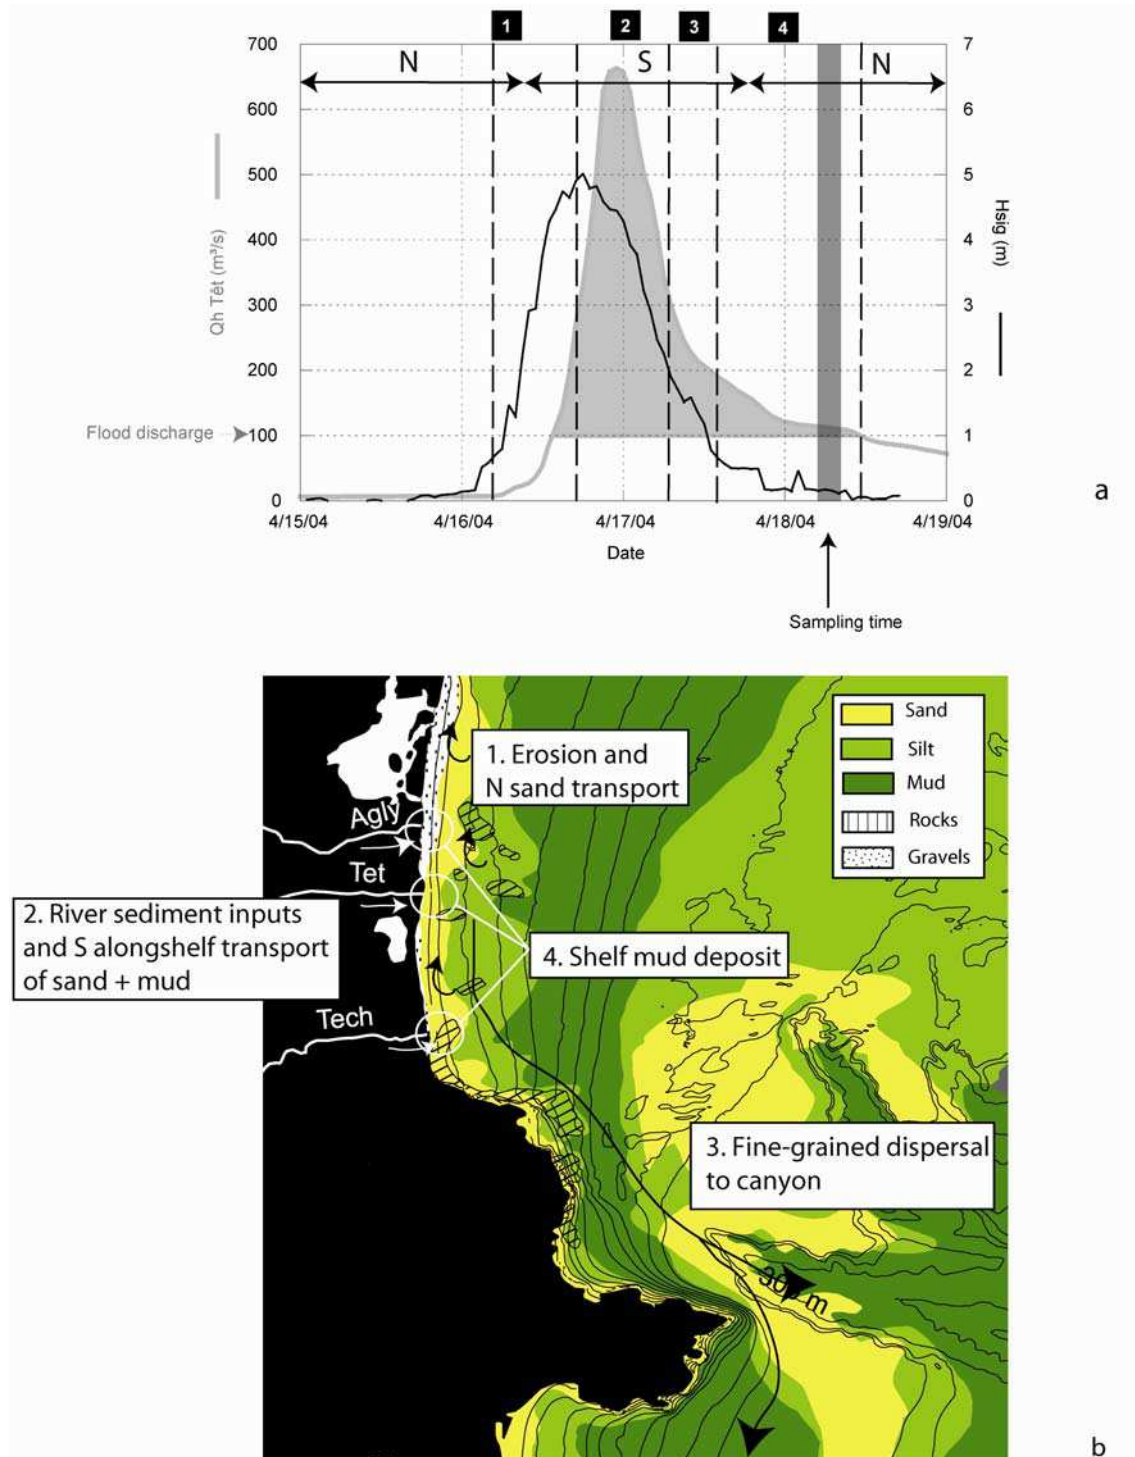 1 2 3 4
700 7
N S N
600 6
500 5
400 4
300 3
200 2
100 1
0 0
Qh Têt (m³/s)
Hsig (m)
Flood discharge
4/15/04 4/16/04 4/17/04 4/18/04 4/19/04
Date
a
Sampling time
Sand
Silt
Mud
Rocks
Gravels
1. Erosion and
N sand transport
Agly
Tet
2. River sediment inputs
and S alongshelf transport
of sand + mud
4. Shelf mud deposit
Tech
3. Fine-grained dispersal
to canyon
300 m
b